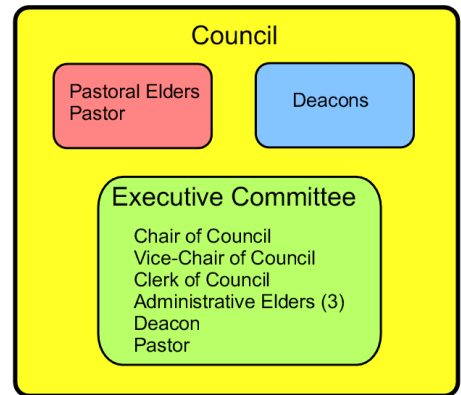 Council
Pastoral Elders
Pastor
Deacons
Executive Committee
Chair of Council
Vice-Chair of Council
Clerk of Council
Administrative Elders (3)
Deacon
Pastor